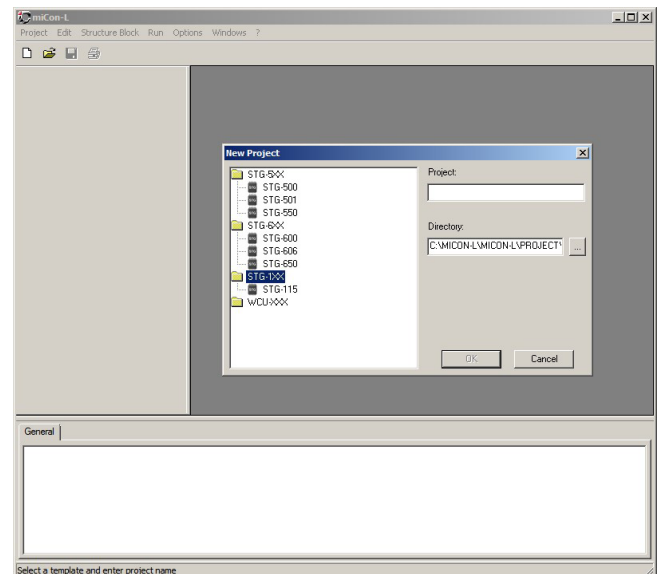 miCon-L
Project Edit Structure Block Run Options Windows ?
New Project
STG-5XX
STG-500
STG-501
STG-550
STG-6XX
STG-600
STG-606
STG-650
STG-1XX
STG-115
WCU-XXX
Project:
Directory:
C:\MICON-L\MICON-L\PROJECT\
...
OK
Cancel
General
Select a template and enter project name